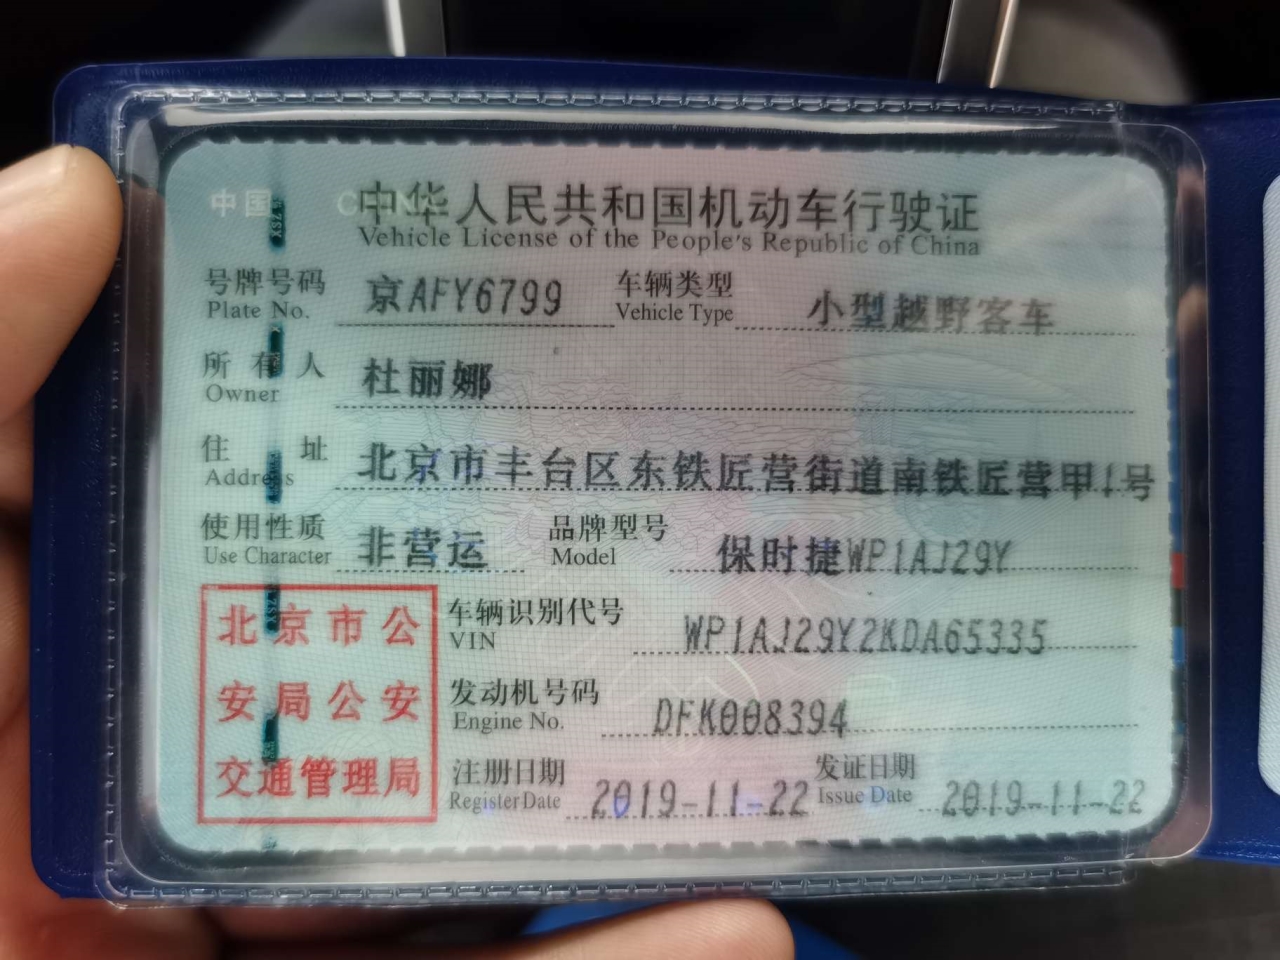 中国 CHINA
中华人民共和国机动车行驶证
Vehicle License of the People's Republic of China
号牌号码 京AFY6799 车辆类型 小型越野客车
Plate No. Vehicle Type
所有人 杜丽娜
Owner
住址 北京市丰台区东铁匠营街道南铁匠营甲1号
Address
使用性质 非营运 品牌型号 保时捷WP1AJ29Y
Use Character Model
北京市公
安局公安
交通管理局
车辆识别代号 WP1AJ29Y2KDA65335
VIN
发动机号码 DFK008394
Engine No.
注册日期 2019-11-22 发证日期 2019-11-22
Register Date Issue Date